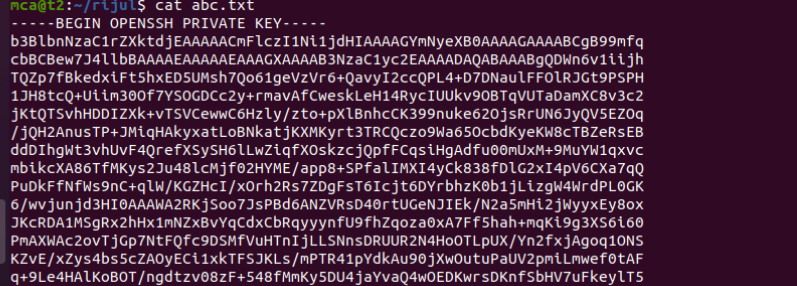 mca@t2:~/rijul$ cat abc.txt
-----BEGIN OPENSSH PRIVATE KEY-----
b3BlbnNzaC1rZXktdjEAAAAACmFlczI1Ni1jdHIAAAAGYmNyeXB0AAAAGAAAABCgB99mfq
cbBCBew7J4llbBAAAAEAAAAAEAAAGXAAAAB3NzaC1yc2EAAAADAQABAAABgQDWn6v1iijh
TQZp7fBkedxiFt5hxED5UMsh7Qo61geVzVr6+QavyI2ccQPL4+D7DNaulFFOlRJGt9PSPH
1JH8tcQ+Uiim30Of7YSOGDCc2y+rmavAfCweskLeH14RycIUUkv9OBTqVUTaDamXC8v3c2
jKtQTSvhHDDIZXk+vTSVCewwC6Hzly/zto+pXlBnhcCK399nuke62OjsRrUN6JyQV5EZOq
/jQH2AnusTP+JMiqHAkyxatLoBNkatjKXMKyrt3TRCQczo9Wa65OcbdKyeKW8cTBZeRsEB
ddDIhgWt3vhUvF4QrefXSySH6lLwZiqfXOskzcjQpfFCqsiHgAdfu00mUxM+9MuYW1qxvc
mbikcXA86TfMKys2Ju48lcMjf02HYME/app8+SPfalIMXI4yCk838fDlG2xI4pV6CXa7qQ
PuDkFfNfWs9nC+qlW/KGZHcI/xOrh2Rs7ZDgFsT6Icjt6DYrbhzK0b1jLizgW4WrdPL0GK
6/wvjunjd3HI0AAAWA2RKjSoo7JsPBd6ANZVRsD40rtUGeNJIEk/N2a5mHi2jWyyxEy8ox
JKcRDA1MSgRx2hHx1mNZxBvYqCdxCbRqyyynfU9fhZqoza0xA7Ff5hah+mqKi9g3XS6i60
PmAXWAc2ovTjGp7NtFQfc9DSMfVuHTnIjLLSNnsDRUUR2N4HoOTLpUX/Yn2fxjAgoq1ONS
KZvE/xZys4bs5cZAOyECi1xkTFSJKLs/mPTR41pYdkAu90jXwOutuPaUV2pmiLmwef0tAF
q+9Le4HAlKoBOT/ngdtzv08zF+548fMmKy5DU4jaYvaQ4wOEDKwrsDKnfSbHV7uFkeylT5